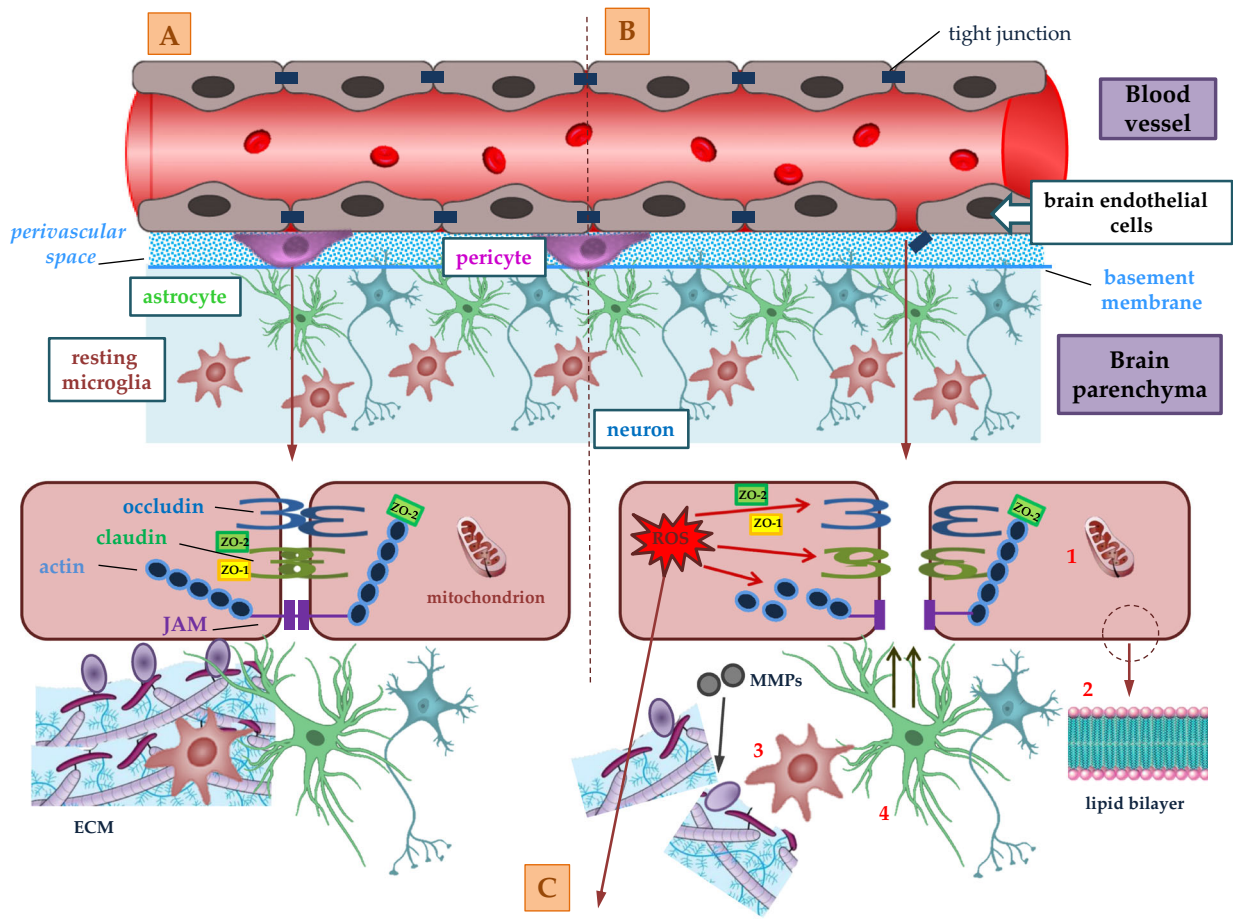 A
B
tight junction
Blood
vessel
brain endothelial
cells
perivascular
space
pericyte
astrocyte
basement
membrane
resting
microglia
Brain
parenchyma
neuron
occludin
ZO-2
claudin
ZO-2
ZO-1
actin
mitochondrion
JAM
ECM
ZO-2
ZO-1
ROS
ZO-2
1
MMPs
2
3
4
lipid bilayer
C